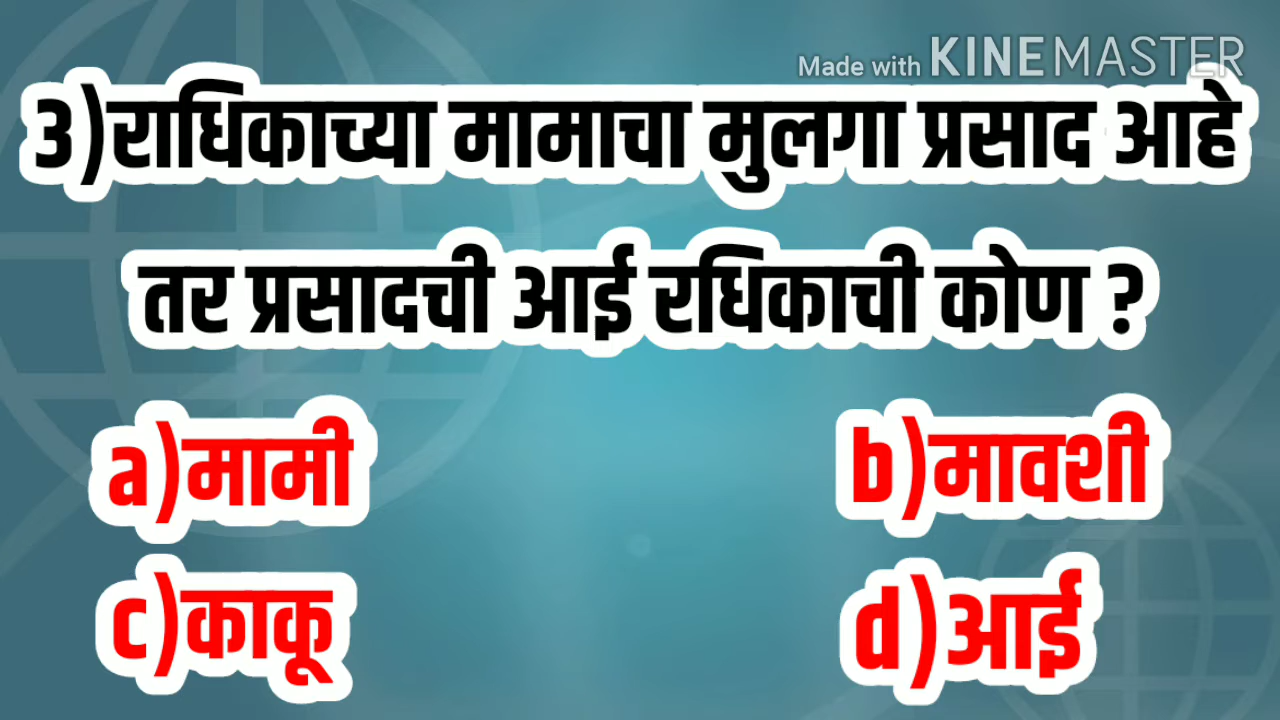 Made with KINEMASTER
3)राधिकाच्या मामाचा मुलगा प्रसाद आहे
तर प्रसादची आई रधिकाची कोण ?
a)मामी
b)मावशी
c)काकू
d)आई